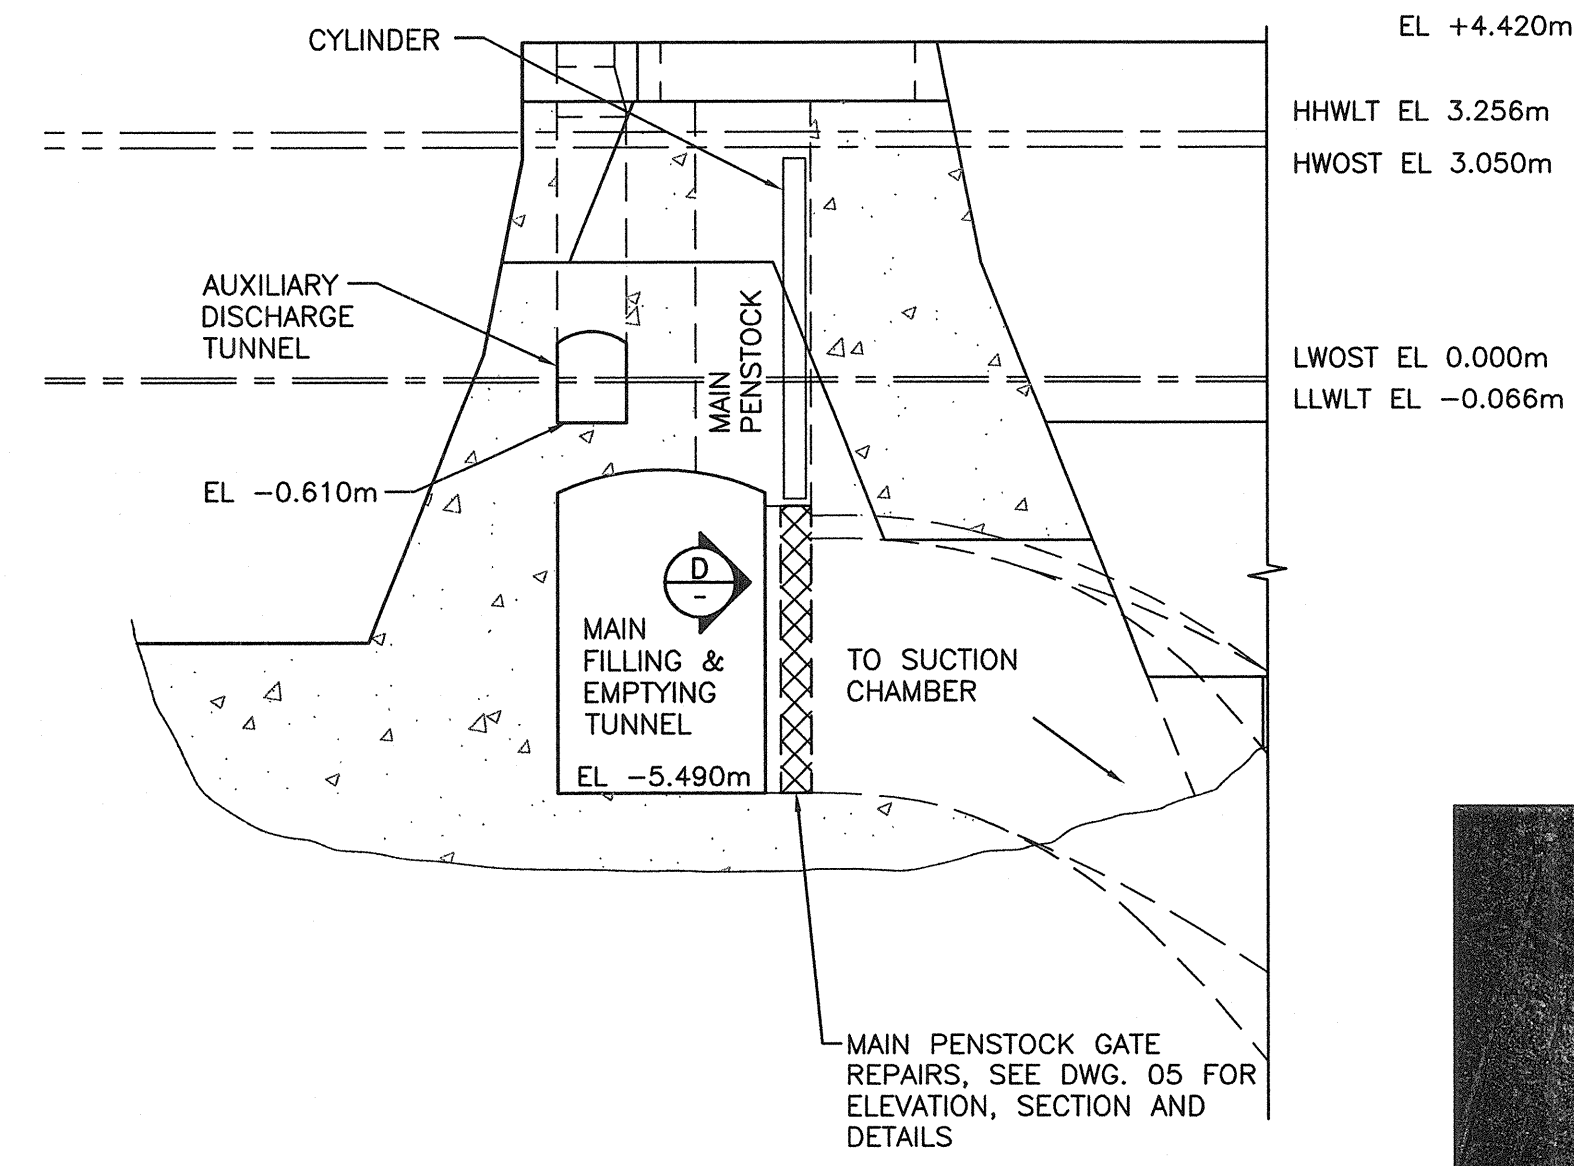 EL +4.420m
CYLINDER
HHWLT EL 3.256m
HWOST EL 3.050m
AUXILIARY
DISCHARGE
TUNNEL
MAIN
PENSTOCK
LWOST EL 0.000m
LLWLT EL -0.066m
EL -0.610m
D
-
MAIN
FILLING &
EMPTYING
TUNNEL
EL -5.490m
TO SUCTION
CHAMBER
MAIN PENSTOCK GATE
REPAIRS, SEE DWG. 05 FOR
ELEVATION, SECTION AND
DETAILS